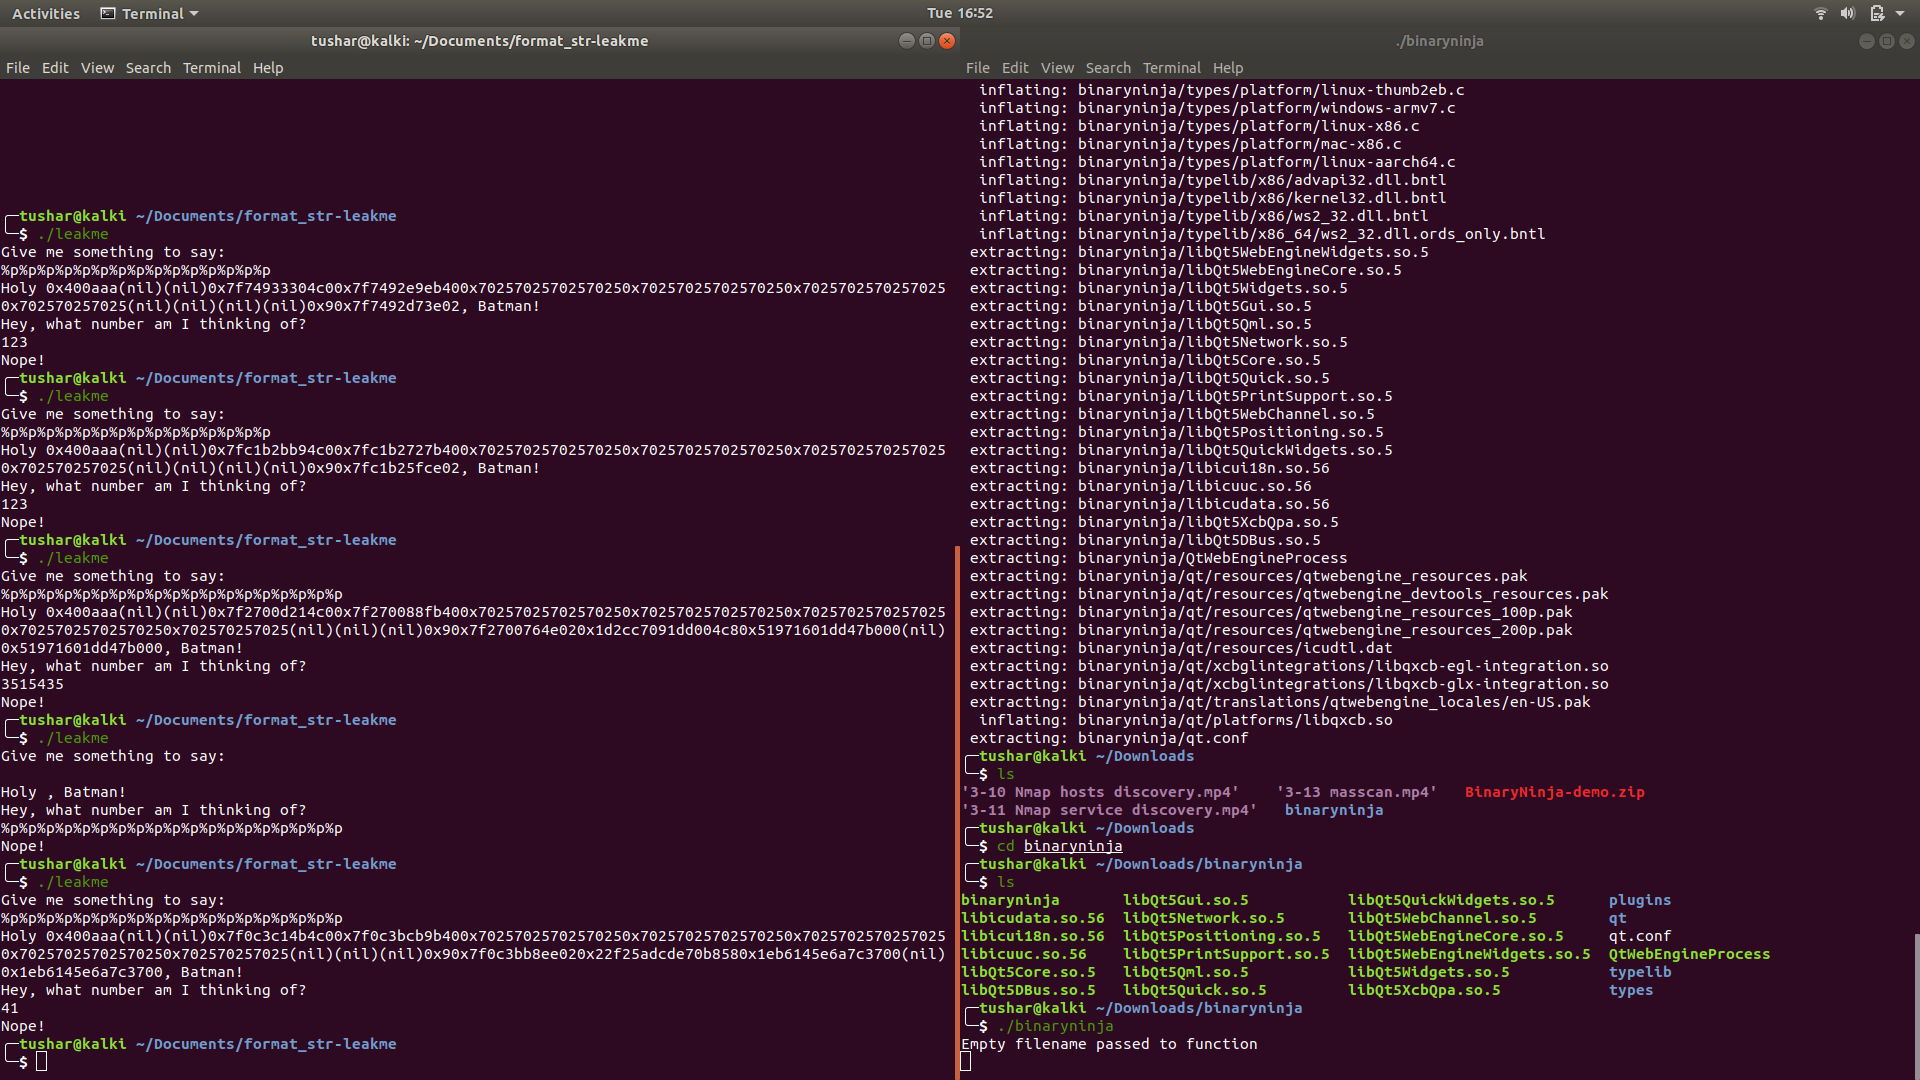 Activities Terminal Tue 16:52
tushar@kalki: ~/Documents/format_str-leakme
File Edit View Search Terminal Help
tushar@kalki ~/Documents/format_str-leakme
$ ./leakme
Give me something to say:
%p%p%p%p%p%p%p%p%p%p%p%p%p%p%p
Holy 0x400aaa(nil)(nil)0x7f74933304c00x7f7492e9eb400x70257025702570250x70257025702570250x7025702570257025
0x702570257025(nil)(nil)(nil)(nil)0x90x7f7492d73e02, Batman!
Hey, what number am I thinking of?
123
Nope!
tushar@kalki ~/Documents/format_str-leakme
$ ./leakme
Give me something to say:
%p%p%p%p%p%p%p%p%p%p%p%p%p%p%p
Holy 0x400aaa(nil)(nil)0x7fc1b2bb94c00x7fc1b2727b400x70257025702570250x70257025702570250x7025702570257025
0x702570257025(nil)(nil)(nil)(nil)0x90x7fc1b25fce02, Batman!
Hey, what number am I thinking of?
123
Nope!
tushar@kalki ~/Documents/format_str-leakme
$ ./leakme
Give me something to say:
%p%p%p%p%p%p%p%p%p%p%p%p%p%p%p%p%p%p%p
Holy 0x400aaa(nil)(nil)0x7f2700d214c00x7f270088fb400x70257025702570250x70257025702570250x7025702570257025
0x70257025702570250x702570257025(nil)(nil)(nil)0x90x7f2700764e020x1d2cc7091dd004c80x51971601dd47b000(nil)
0x51971601dd47b000, Batman!
Hey, what number am I thinking of?
3515435
Nope!
tushar@kalki ~/Documents/format_str-leakme
$ ./leakme
Give me something to say:
Holy , Batman!
Hey, what number am I thinking of?
%p%p%p%p%p%p%p%p%p%p%p%p%p%p%p%p%p%p%p
Nope!
tushar@kalki ~/Documents/format_str-leakme
$ ./leakme
Give me something to say:
%p%p%p%p%p%p%p%p%p%p%p%p%p%p%p%p%p%p%p
Holy 0x400aaa(nil)(nil)0x7f0c3c14b4c00x7f0c3bcb9b400x70257025702570250x70257025702570250x7025702570257025
0x70257025702570250x702570257025(nil)(nil)(nil)0x90x7f0c3bb8ee020x22f25adcde70b8580x1eb6145e6a7c3700(nil)
0x1eb6145e6a7c3700, Batman!
Hey, what number am I thinking of?
41
Nope!
tushar@kalki ~/Documents/format_str-leakme
$
./binaryninja
File Edit View Search Terminal Help
inflating: binaryninja/types/platform/linux-thumb2eb.c
inflating: binaryninja/types/platform/windows-armv7.c
inflating: binaryninja/types/platform/linux-x86.c
inflating: binaryninja/types/platform/mac-x86.c
inflating: binaryninja/types/platform/linux-aarch64.c
inflating: binaryninja/typelib/x86/advapi32.dll.bntl
inflating: binaryninja/typelib/x86/kernel32.dll.bntl
inflating: binaryninja/typelib/x86/ws2_32.dll.bntl
inflating: binaryninja/typelib/x86_64/ws2_32.dll.ords_only.bntl
extracting: binaryninja/libQt5WebEngineWidgets.so.5
extracting: binaryninja/libQt5WebEngineCore.so.5
extracting: binaryninja/libQt5Widgets.so.5
extracting: binaryninja/libQt5Gui.so.5
extracting: binaryninja/libQt5Qml.so.5
extracting: binaryninja/libQt5Network.so.5
extracting: binaryninja/libQt5Core.so.5
extracting: binaryninja/libQt5Quick.so.5
extracting: binaryninja/libQt5PrintSupport.so.5
extracting: binaryninja/libQt5WebChannel.so.5
extracting: binaryninja/libQt5Positioning.so.5
extracting: binaryninja/libQt5QuickWidgets.so.5
extracting: binaryninja/libicui18n.so.56
extracting: binaryninja/libicuuc.so.56
extracting: binaryninja/libicudata.so.56
extracting: binaryninja/libQt5XcbQpa.so.5
extracting: binaryninja/libQt5DBus.so.5
extracting: binaryninja/QtWebEngineProcess
extracting: binaryninja/qt/resources/qtwebengine_resources.pak
extracting: binaryninja/qt/resources/qtwebengine_devtools_resources.pak
extracting: binaryninja/qt/resources/qtwebengine_resources_100p.pak
extracting: binaryninja/qt/resources/qtwebengine_resources_200p.pak
extracting: binaryninja/qt/resources/icudtl.dat
extracting: binaryninja/qt/xcbglintegrations/libqxcb-egl-integration.so
extracting: binaryninja/qt/xcbglintegrations/libqxcb-glx-integration.so
extracting: binaryninja/qt/translations/qtwebengine_locales/en-US.pak
inflating: binaryninja/qt/platforms/libqxcb.so
extracting: binaryninja/qt.conf
tushar@kalki ~/Downloads
$ ls
'3-10 Nmap hosts discovery.mp4' '3-13 masscan.mp4' BinaryNinja-demo.zip
'3-11 Nmap service discovery.mp4' binaryninja
tushar@kalki ~/Downloads
$ cd binaryninja
tushar@kalki ~/Downloads/binaryninja
$ ls
binaryninja libQt5Gui.so.5 libQt5QuickWidgets.so.5 plugins
libicudata.so.56 libQt5Network.so.5 libQt5WebChannel.so.5 qt
libicui18n.so.56 libQt5Positioning.so.5 libQt5WebEngineCore.so.5 qt.conf
libicuuc.so.56 libQt5PrintSupport.so.5 libQt5WebEngineWidgets.so.5 QtWebEngineProcess
libQt5Core.so.5 libQt5Qml.so.5 libQt5Widgets.so.5 typelib
libQt5DBus.so.5 libQt5Quick.so.5 libQt5XcbQpa.so.5 types
tushar@kalki ~/Downloads/binaryninja
$ ./binaryninja
Empty filename passed to function